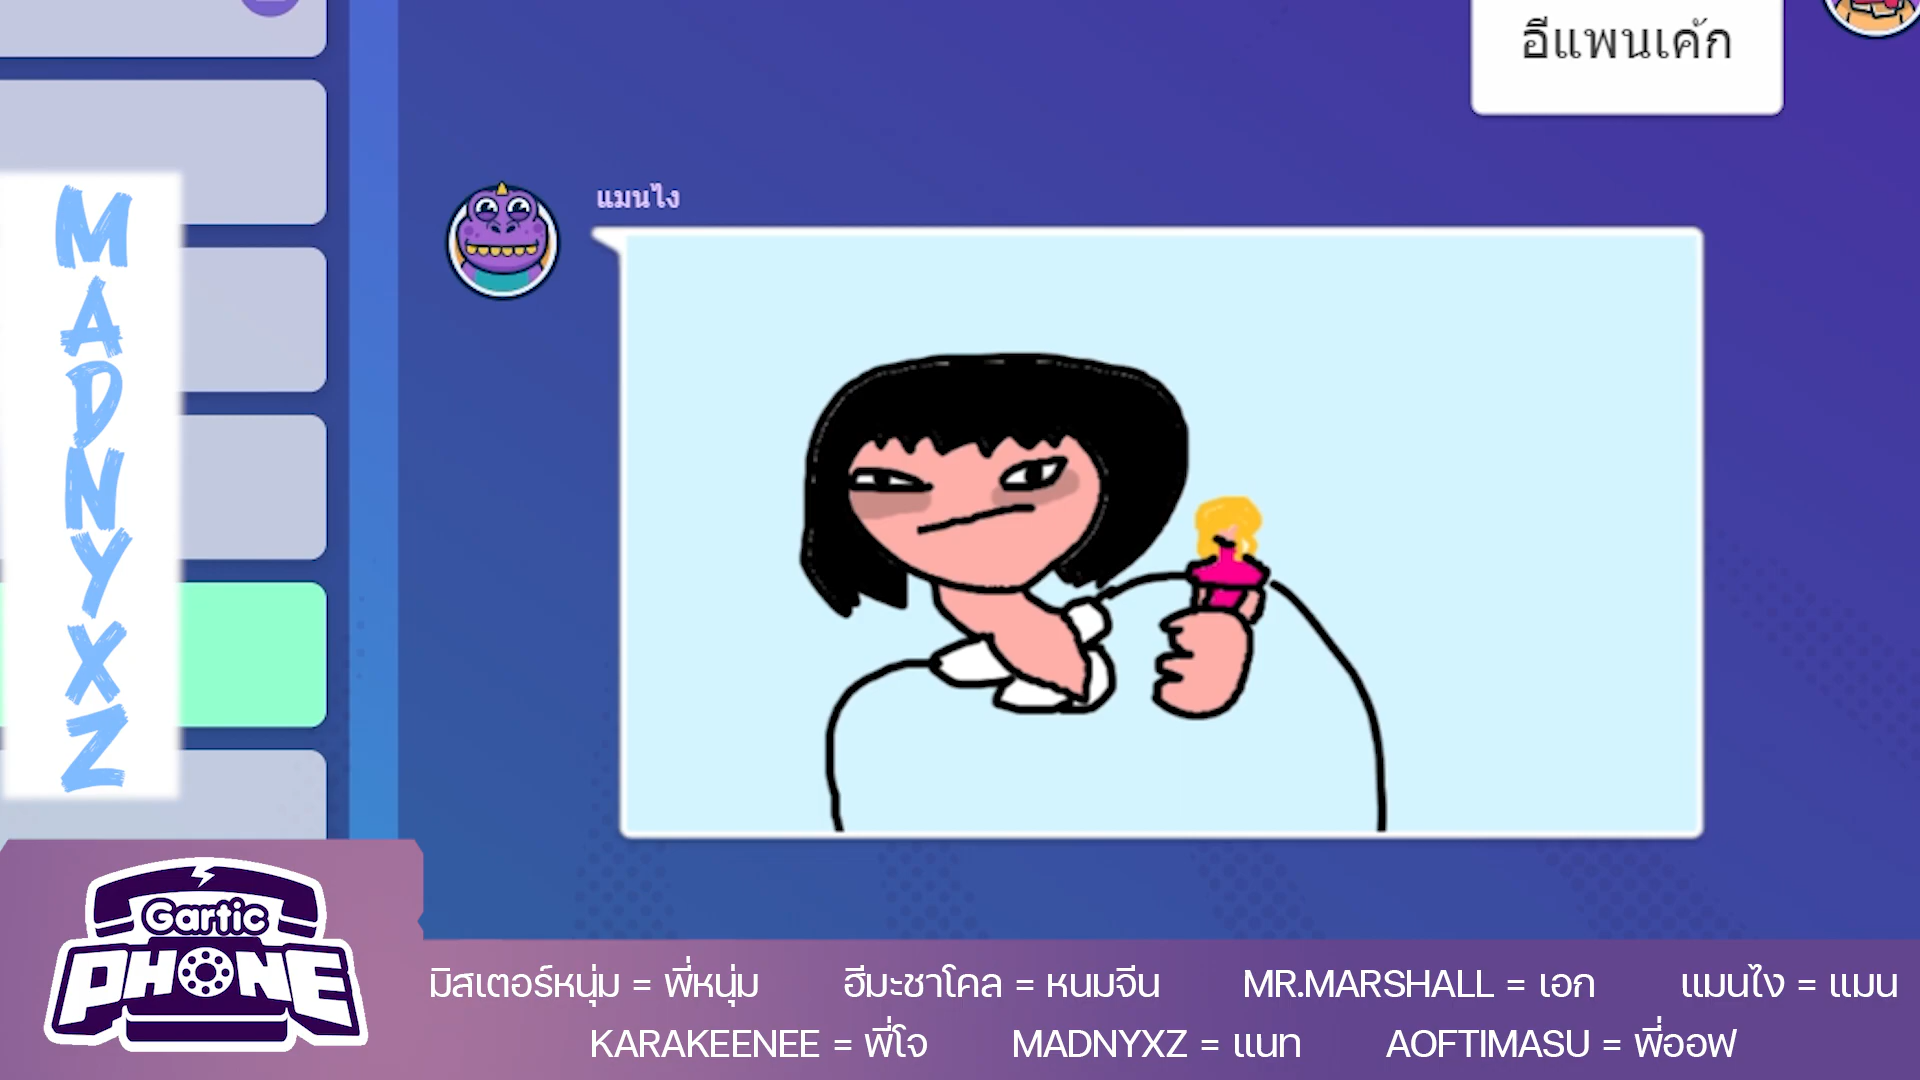 อีแพนเค้ก
แมนไง
MADNYXZ
Gartic
PHONE
มิสเตอร์หนุ่ม = พี่หนุ่ม ฮีมะชาโคล = หนมจีน MR.MARSHALL = เอก แมนไง = แมน
KARAKEENEE = พี่โจ MADNYXZ = แนท AOFTIMASU = พี่ออฟ